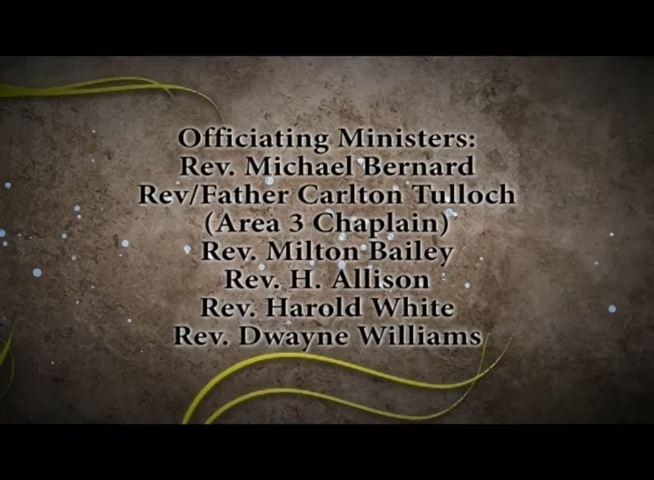 Officiating Ministers:
Rev. Michael Bernard
Rev/Father Carlton Tulloch
(Area 3 Chaplain)
Rev. Milton Bailey
Rev. H. Allison
Rev. Harold White
Rev. Dwayne Williams